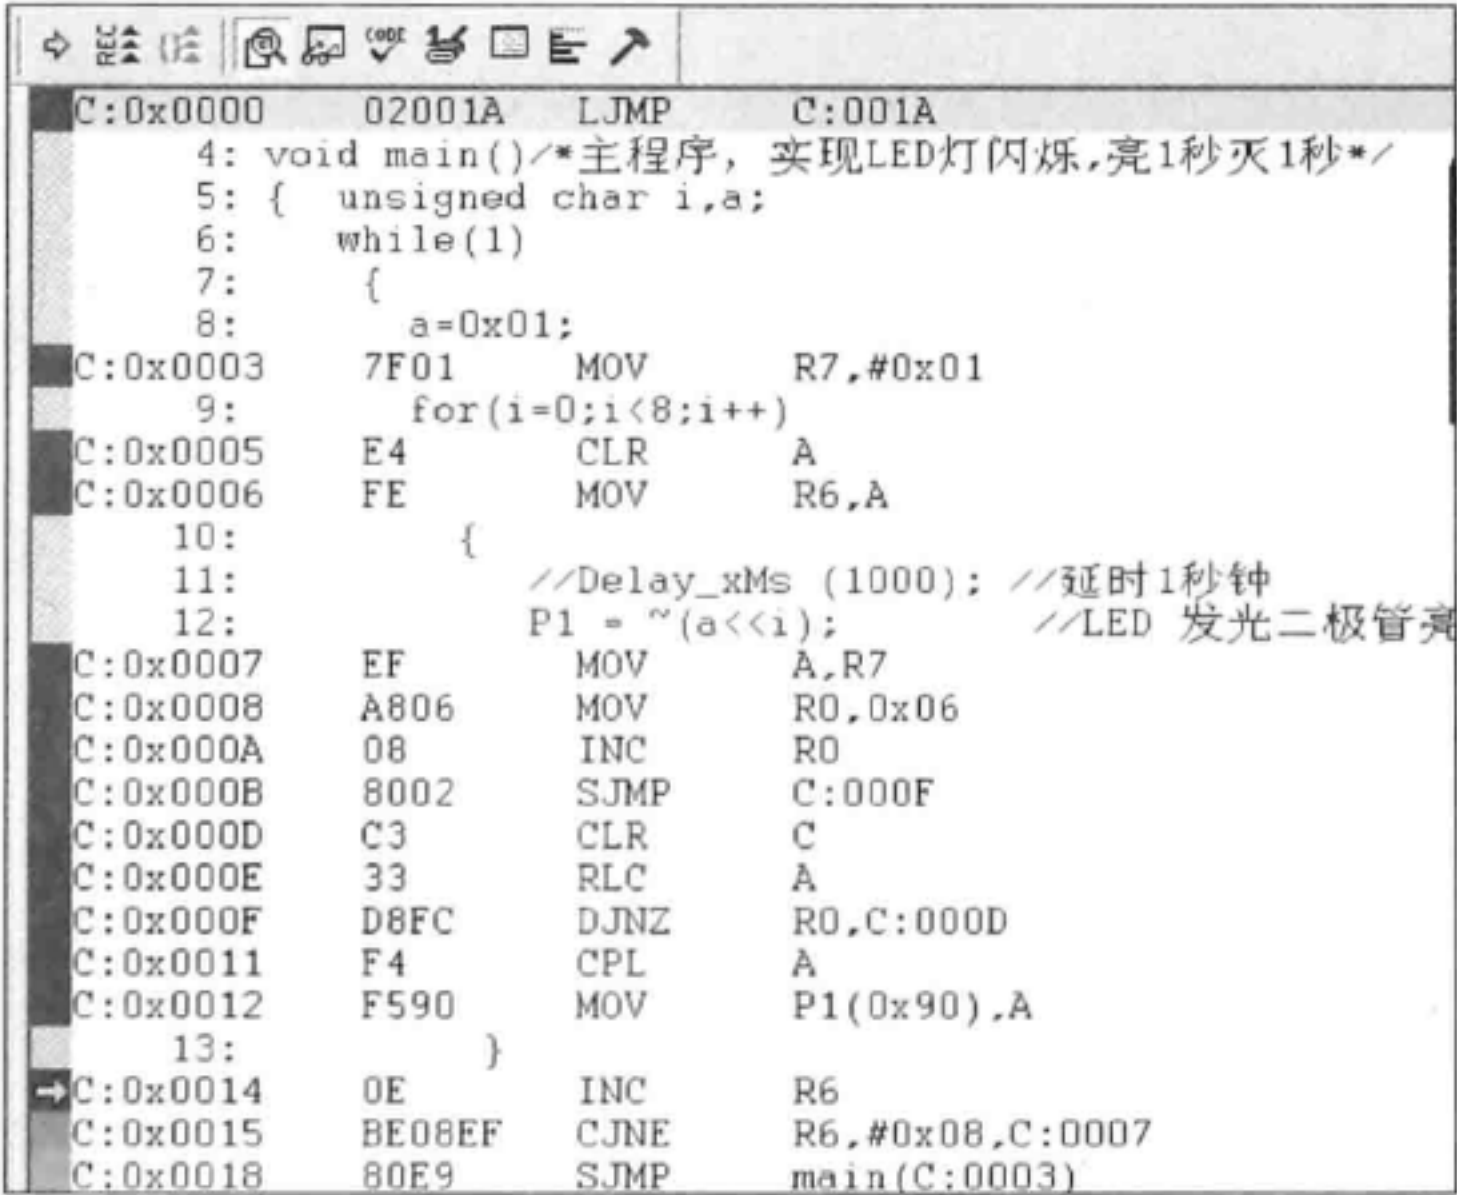 REC {} CODE
C:0x0000 02001A LJMP C:001A
4: void main()/*主程序, 实现LED灯闪烁,亮1秒灭1秒*/
5: { unsigned char i,a;
6: while(1)
7: {
8: a=0x01;
C:0x0003 7F01 MOV R7,#0x01
9: for(i=0;i<8;i++)
C:0x0005 E4 CLR A
C:0x0006 FE MOV R6,A
10: {
11: //Delay_xMs (1000); //延时1秒钟
12: P1 = ~(a<<i); //LED 发光二极管亮
C:0x0007 EF MOV A,R7
C:0x0008 A806 MOV R0,0x06
C:0x000A 08 INC R0
C:0x000B 8002 SJMP C:000F
C:0x000D C3 CLR C
C:0x000E 33 RLC A
C:0x000F D8FC DJNZ R0,C:000D
C:0x0011 F4 CPL A
C:0x0012 F590 MOV P1(0x90),A
13: }
C:0x0014 0E INC R6
C:0x0015 BE08EF CJNE R6,#0x08,C:0007
C:0x0018 80E9 SJMP main(C:0003)